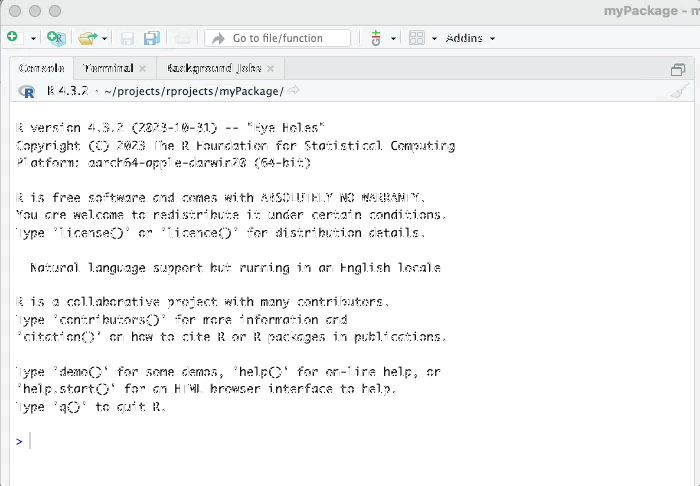 myPackage - m
Go to file/function
Addins
Console Terminal Background Jobs
R 4.3.2 · ~/projects/rprojects/myPackage/
R version 4.3.2 (2023-10-31) -- "Eye Holes"
Copyright (C) 2023 The R Foundation for Statistical Computing
Platform: aarch64-apple-darwin20 (64-bit)
R is free software and comes with ABSOLUTELY NO WARRANTY.
You are welcome to redistribute it under certain conditions.
Type 'license()' or 'licence()' for distribution details.
Natural language support but running in an English locale
R is a collaborative project with many contributors.
Type 'contributors()' for more information and
'citation()' on how to cite R or R packages in publications.
Type 'demo()' for some demos, 'help()' for on-line help, or
'help.start()' for an HTML browser interface to help.
Type 'q()' to quit R.
>